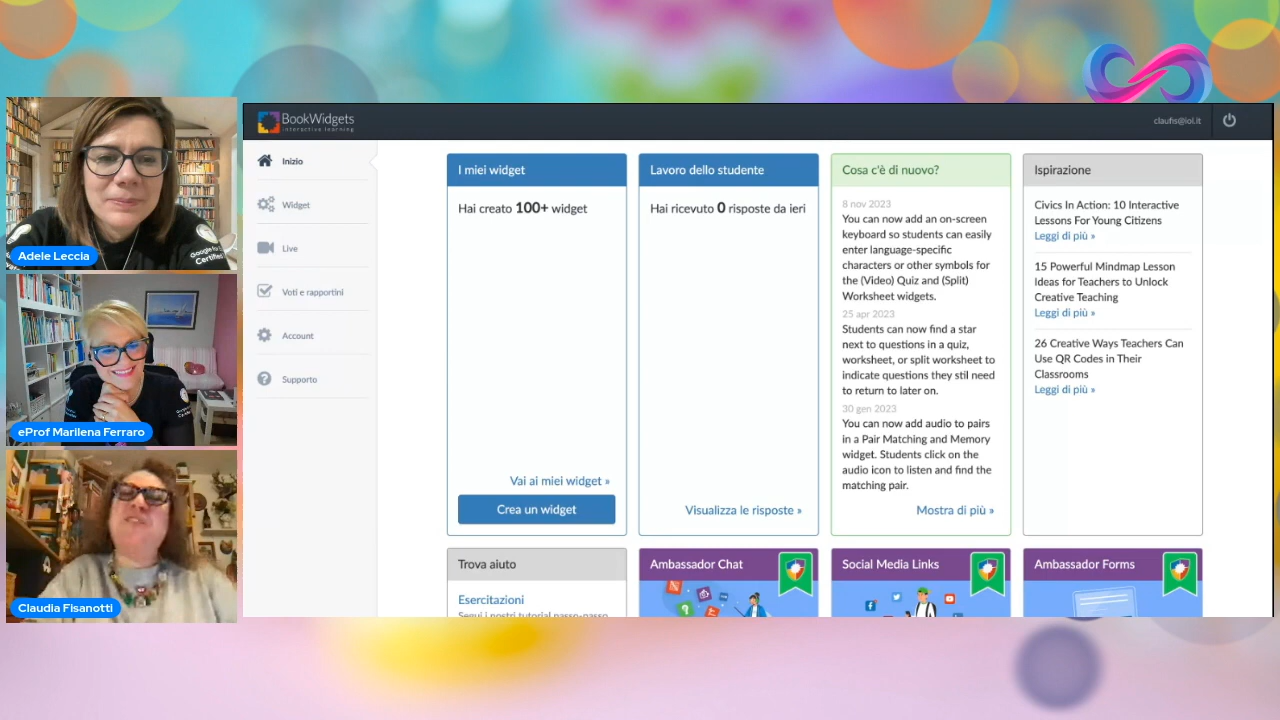 Adele Leccia
eProf Marilena Ferraro
Claudia Fisanotti
BookWidgets
interactive learning
claufis@iol.it
Inizio
Widget
Live
Voti e rapportini
Account
Supporto
I miei widget
Hai creato 100+ widget
Vai ai miei widget »
Crea un widget
Lavoro dello studente
Hai ricevuto 0 risposte da ieri
Visualizza le risposte »
Cosa c'è di nuovo?
8 nov 2023
You can now add an on-screen
keyboard so students can easily
enter language-specific
characters or other symbols for
the (Video) Quiz and (Split)
Worksheet widgets.
25 apr 2023
Students can now find a star
next to questions in a quiz,
worksheet, or split worksheet to
indicate questions they stil need
to return to later on.
30 gen 2023
You can now add audio to pairs
in a Pair Matching and Memory
widget. Students click on the
audio icon to listen and find the
matching pair.
Mostra di più »
Ispirazione
Civics In Action: 10 Interactive
Lessons For Young Citizens
Leggi di più »
15 Powerful Mindmap Lesson
Ideas for Teachers to Unlock
Creative Teaching
Leggi di più »
26 Creative Ways Teachers Can
Use QR Codes in Their
Classrooms
Leggi di più »
Trova aiuto
Esercitazioni
Segui i nostri tutorial passo-passo
Ambassador Chat
Social Media Links
Ambassador Forms